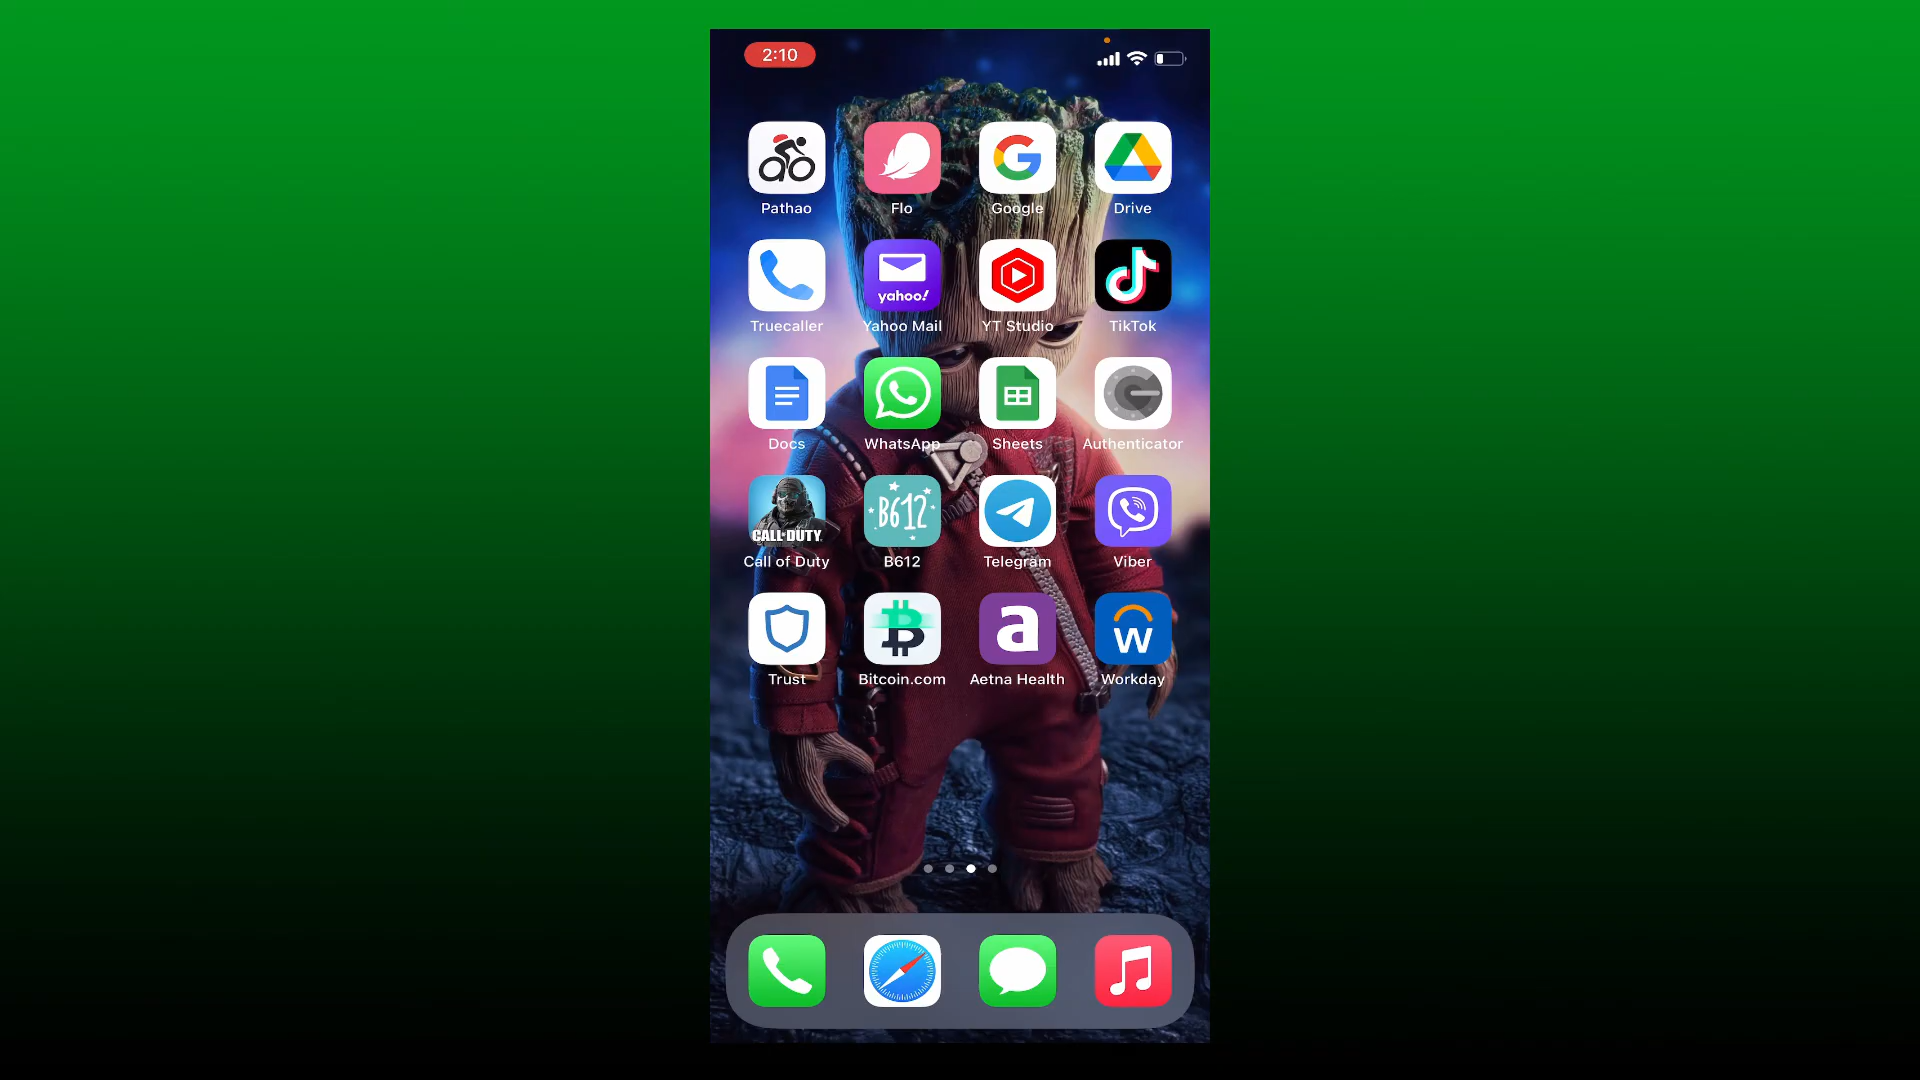 2:10
Pathao
Flo
Google
Drive
yahoo!
Truecaller
Yahoo Mail
YT Studio
TikTok
Docs
WhatsApp
Sheets
Authenticator
CALL OF DUTY
B612
Call of Duty
B612
Telegram
Viber
a
w
Trust
Bitcoin.com
Aetna Health
Workday